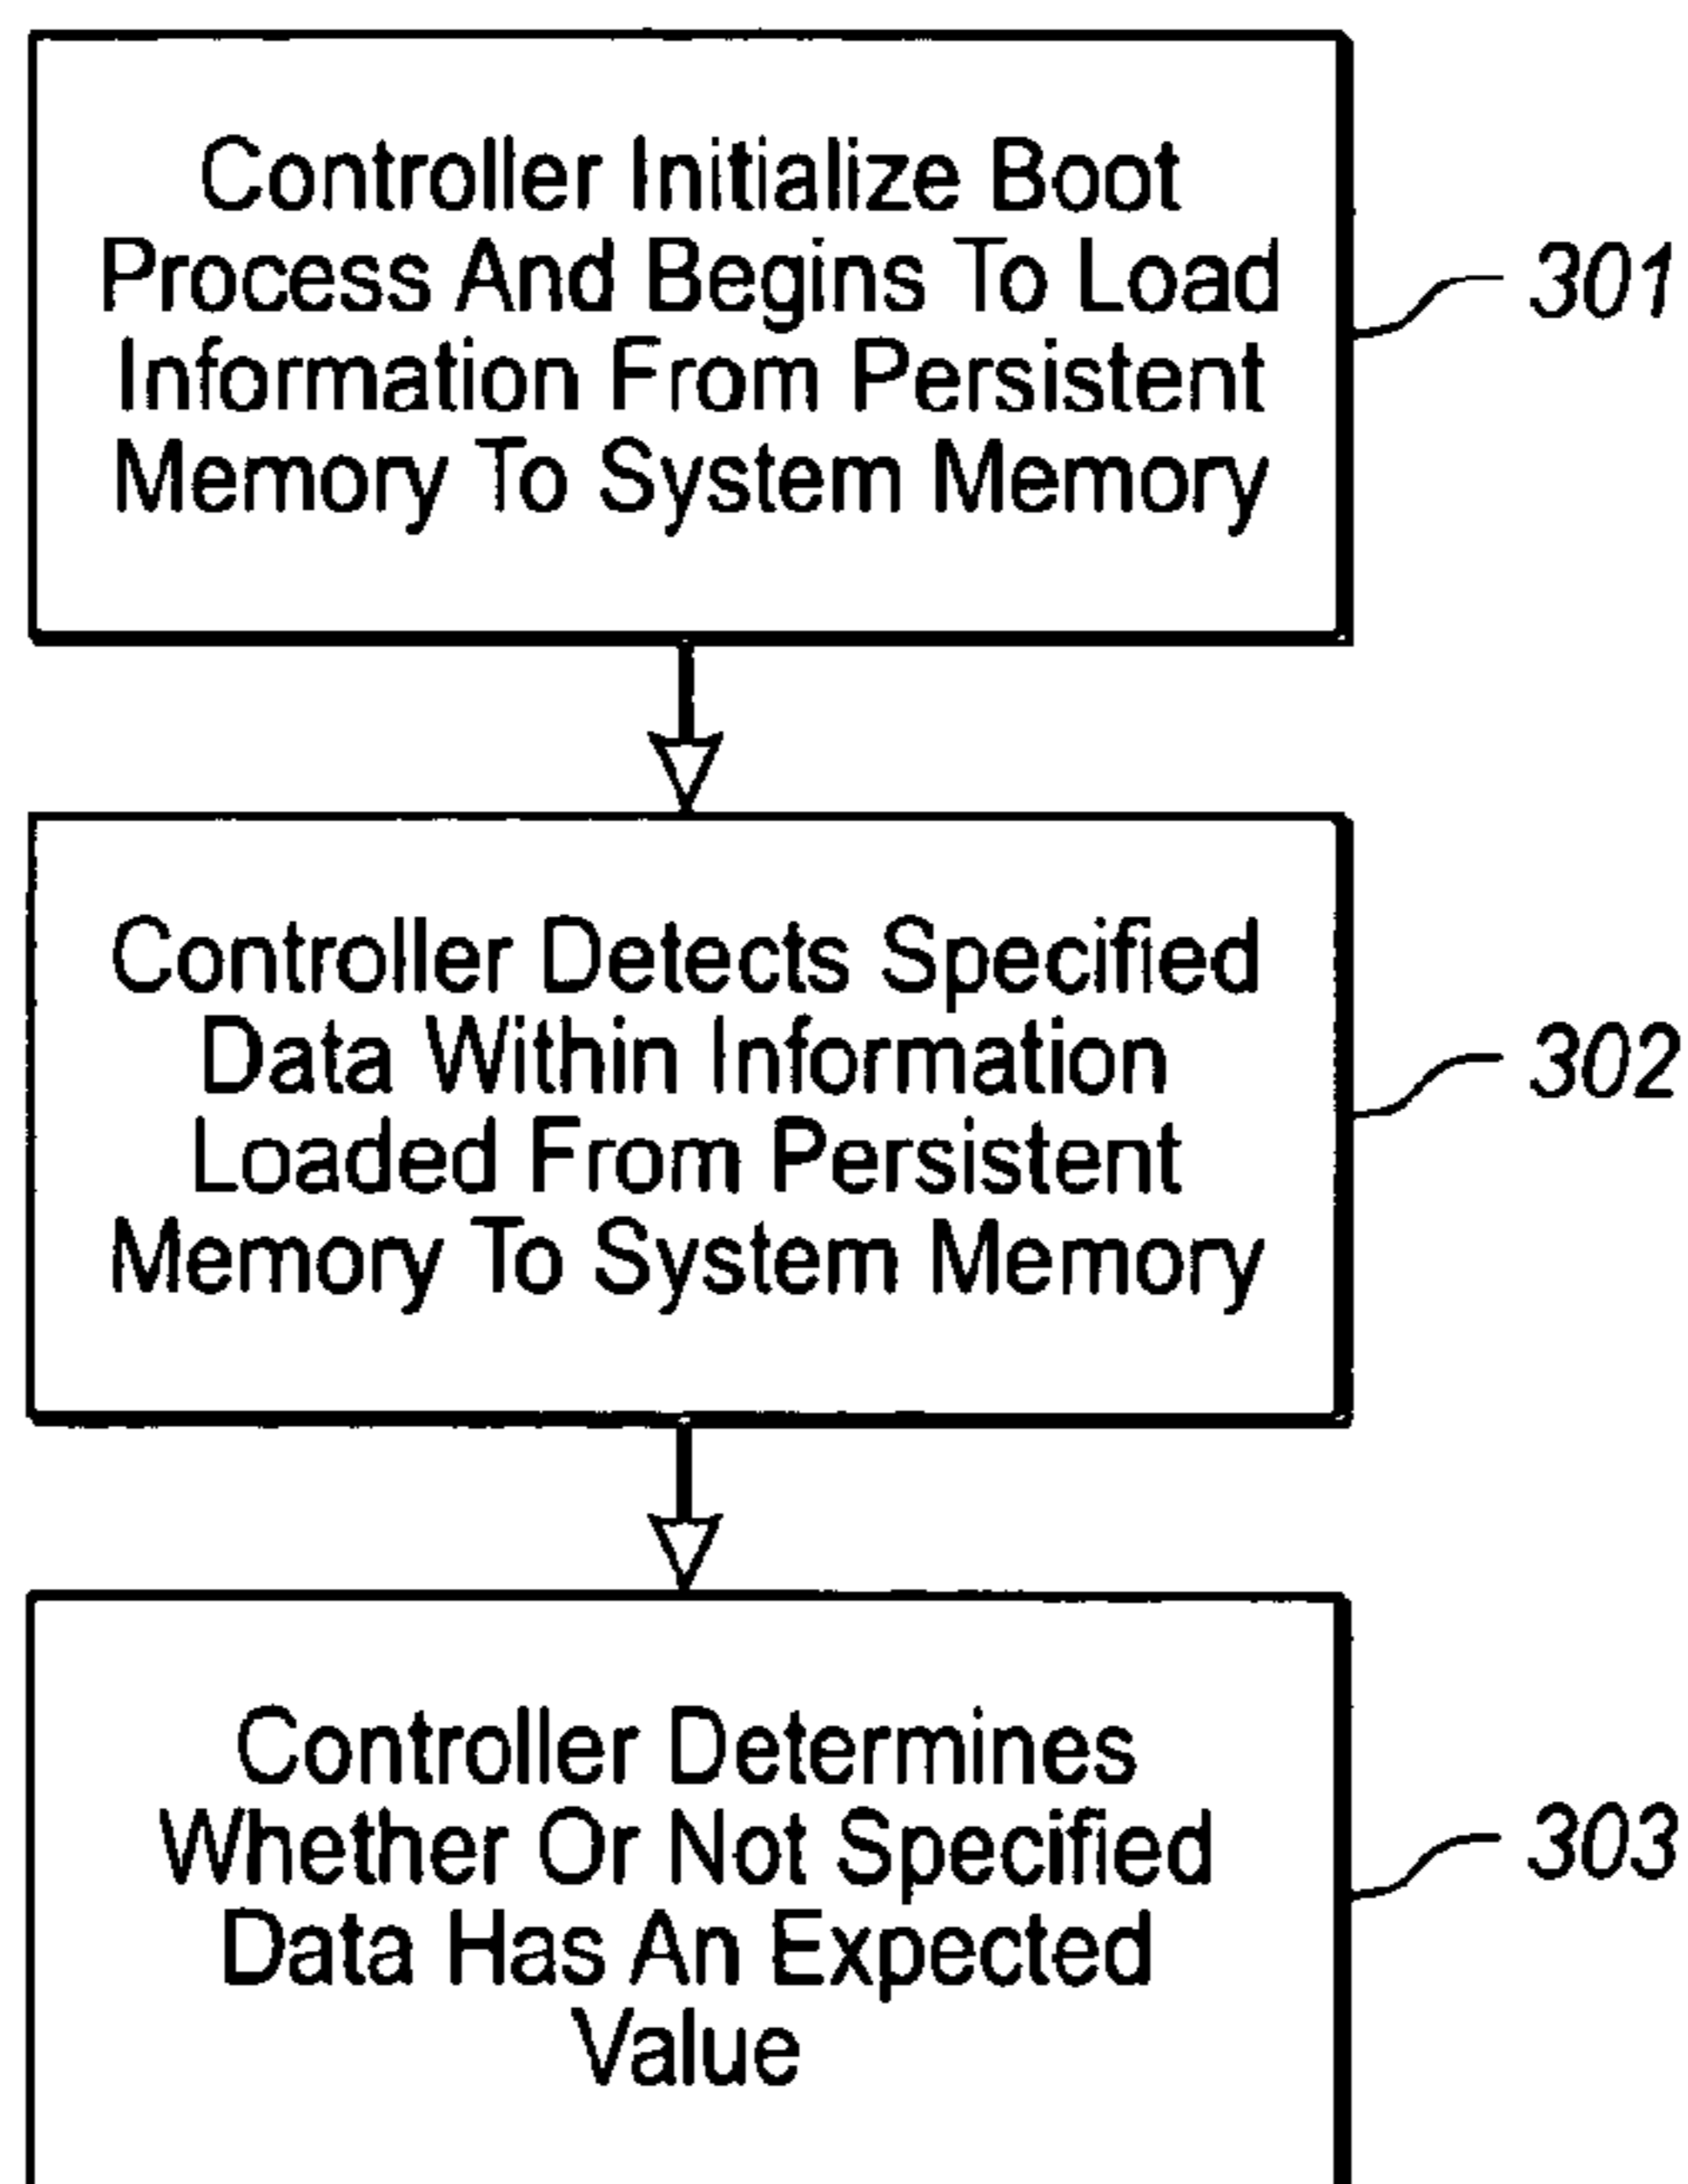 Controller Initialize Boot
Process And Begins To Load
Information From Persistent
Memory To System Memory
301
Controller Detects Specified
Data Within Information
Loaded From Persistent
Memory To System Memory
302
Controller Determines
Whether Or Not Specified
Data Has An Expected
Value
303